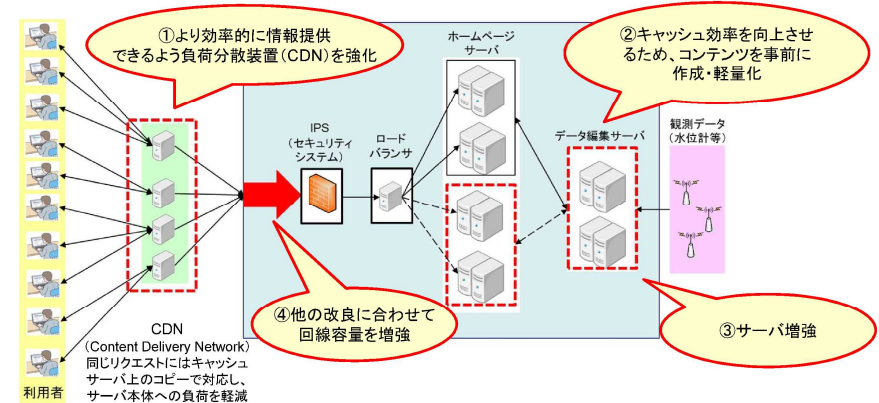 ①より効率的に情報提供
できるよう負荷分散装置(CDN)を強化
ホームページ
サーバ
②キャッシュ効率を向上させ
るため、コンテンツを事前に
作成・軽量化
IPS
(セキュリティ
システム)
ロード
バランサ
データ編集サーバ
観測データ
(水位計等)
④他の改良に合わせて
回線容量を増強
③サーバ増強
CDN
(Content Delivery Network)
同じリクエストにはキャッシュ
サーバ上のコピーで対応し、
サーバ本体への負荷を軽減
利用者